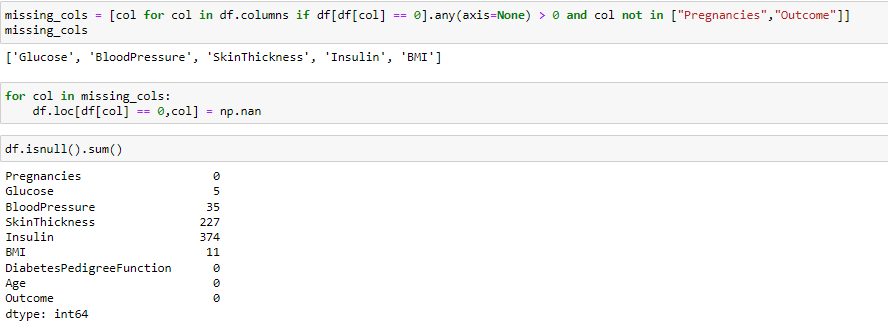 missing_cols = [col for col in df.columns if df[df[col] == 0].any(axis=None) > 0 and col not in ["Pregnancies","Outcome"]]
missing_cols
['Glucose', 'BloodPressure', 'SkinThickness', 'Insulin', 'BMI']
for col in missing_cols:
    df.loc[df[col] == 0,col] = np.nan
df.isnull().sum()
Pregnancies 0
Glucose 5
BloodPressure 35
SkinThickness 227
Insulin 374
BMI 11
DiabetesPedigreeFunction 0
Age 0
Outcome 0
dtype: int64